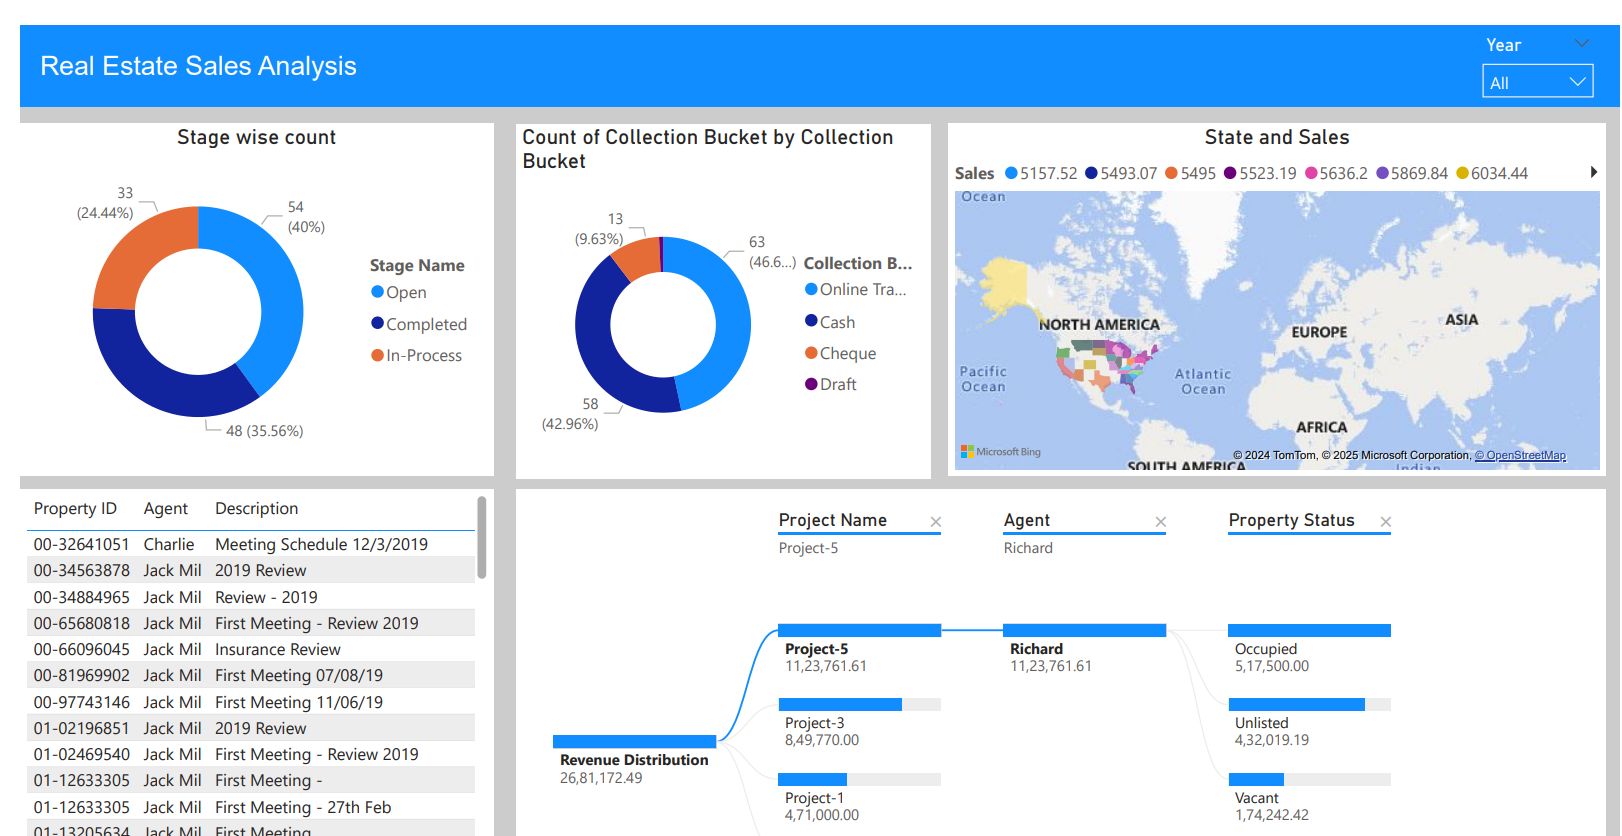 Real Estate Sales Analysis
Year
All
Stage wise count
33
(24.44%)
54
(40%)
48 (35.56%)
Stage Name
Open
Completed
In-Process
Count of Collection Bucket by Collection
Bucket
13
(9.63%)
63
(46.6...)
58
(42.96%)
Collection B...
Online Tra...
Cash
Cheque
Draft
State and Sales
Sales 5157.52 5493.07 5495 5523.19 5636.2 5869.84 6034.44
Ocean
NORTH AMERICA
EUROPE
ASIA
Pacific
Ocean
Atlantic
Ocean
AFRICA
Microsoft Bing
© 2024 TomTom, © 2025 Microsoft Corporation, © OpenStreetMap
SOUTH AMERICA
Indian
Property ID Agent Description
00-32641051 Charlie Meeting Schedule 12/3/2019
00-34563878 Jack Mil 2019 Review
00-34884965 Jack Mil Review - 2019
00-65680818 Jack Mil First Meeting - Review 2019
00-66096045 Jack Mil Insurance Review
00-81969902 Jack Mil First Meeting 07/08/19
00-97743146 Jack Mil First Meeting 11/06/19
01-02196851 Jack Mil 2019 Review
01-02469540 Jack Mil First Meeting - Review 2019
01-12633305 Jack Mil First Meeting -
01-12633305 Jack Mil First Meeting - 27th Feb
01-13205634 Jack Mil First Meeting
Project Name
Project-5
Agent
Richard
Property Status
Revenue Distribution
26,81,172.49
Project-5
11,23,761.61
Project-3
8,49,770.00
Project-1
4,71,000.00
Richard
11,23,761.61
Occupied
5,17,500.00
Unlisted
4,32,019.19
Vacant
1,74,242.42